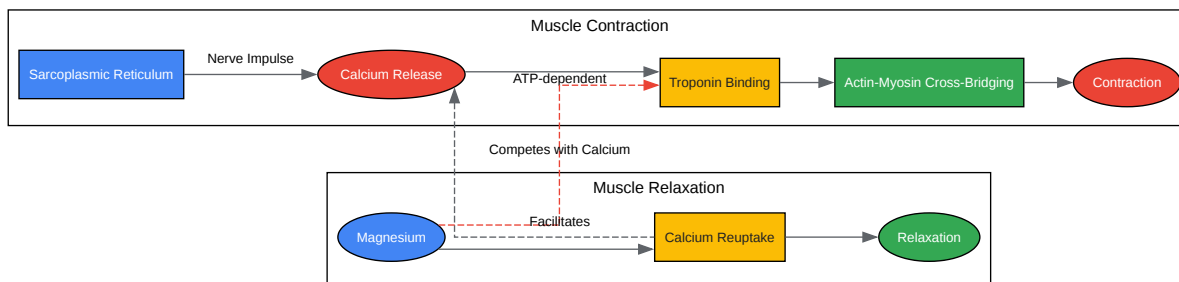 Muscle Contraction
Sarcoplasmic Reticulum
Nerve Impulse
Calcium Release
ATP-dependent
Troponin Binding
Actin-Myosin Cross-Bridging
Contraction
Competes with Calcium
Muscle Relaxation
Magnesium
Facilitates
Calcium Reuptake
Relaxation